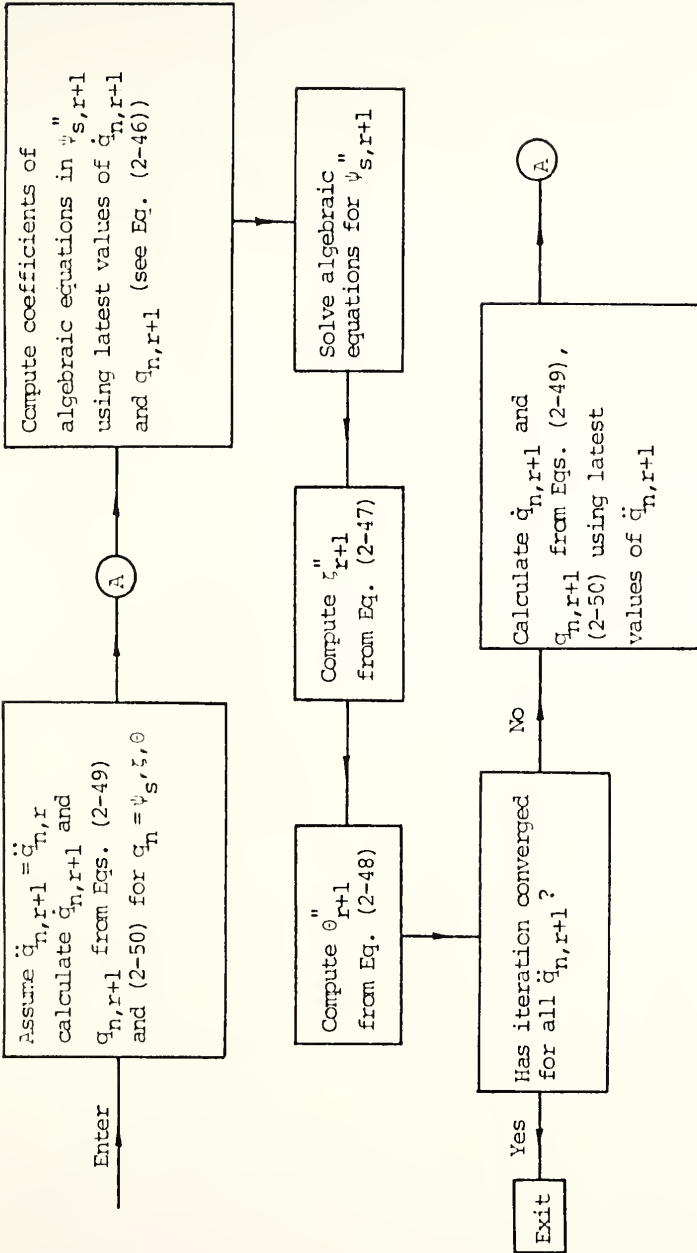 Enter
Assume q̈n,r+1 = q̈n,r
calculate q̇n,r+1 and
qn,r+1 from Eqs. (2-49)
and (2-50) for qn = ψs, ζ, Θ
A
Compute coefficients of
algebraic equations in ψ"s,r+1
using latest values of q̇n,r+1
and qn,r+1 (see Eq. (2-46))
Solve algebraic
equations for ψ"s,r+1
Compute ζ"r+1
from Eq. (2-47)
Compute Θ"r+1
from Eq. (2-48)
Has iteration converged
for all q̈n,r+1 ?
Yes
Exit
No
Calculate q̇n,r+1 and
qn,r+1 from Eqs. (2-49),
(2-50) using latest
values of q̈n,r+1
A